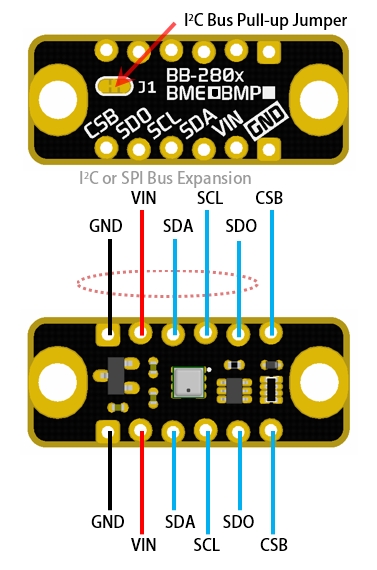 I²C Bus Pull-up Jumper
J1
BB-280x
BME BMP
CSB SDO SCL SDA VIN GND
I²C or SPI Bus Expansion
VIN SCL CSB
GND SDA SDO
GND SDA SDO
VIN SCL CSB